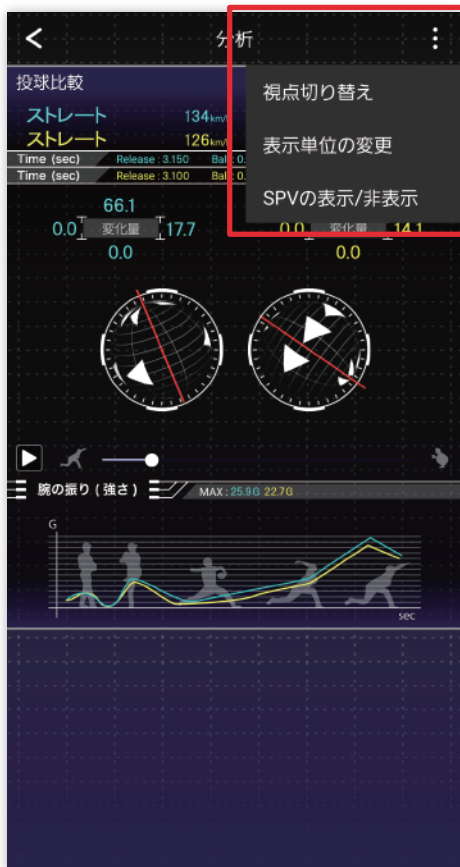 分析
視点切り替え
表示単位の変更
SPVの表示/非表示
投球比較
ストレート 134km/
ストレート 126km/
Time (sec) Release : 3.150 Ball : 0.
Time (sec) Release : 3.100 Ball : 0.
66.1
0.0 変化量 17.7
0.0
0.0 変化量 14.1
0.0
腕の振り ( 強さ ) MAX : 25.9G 22.7G
G
sec